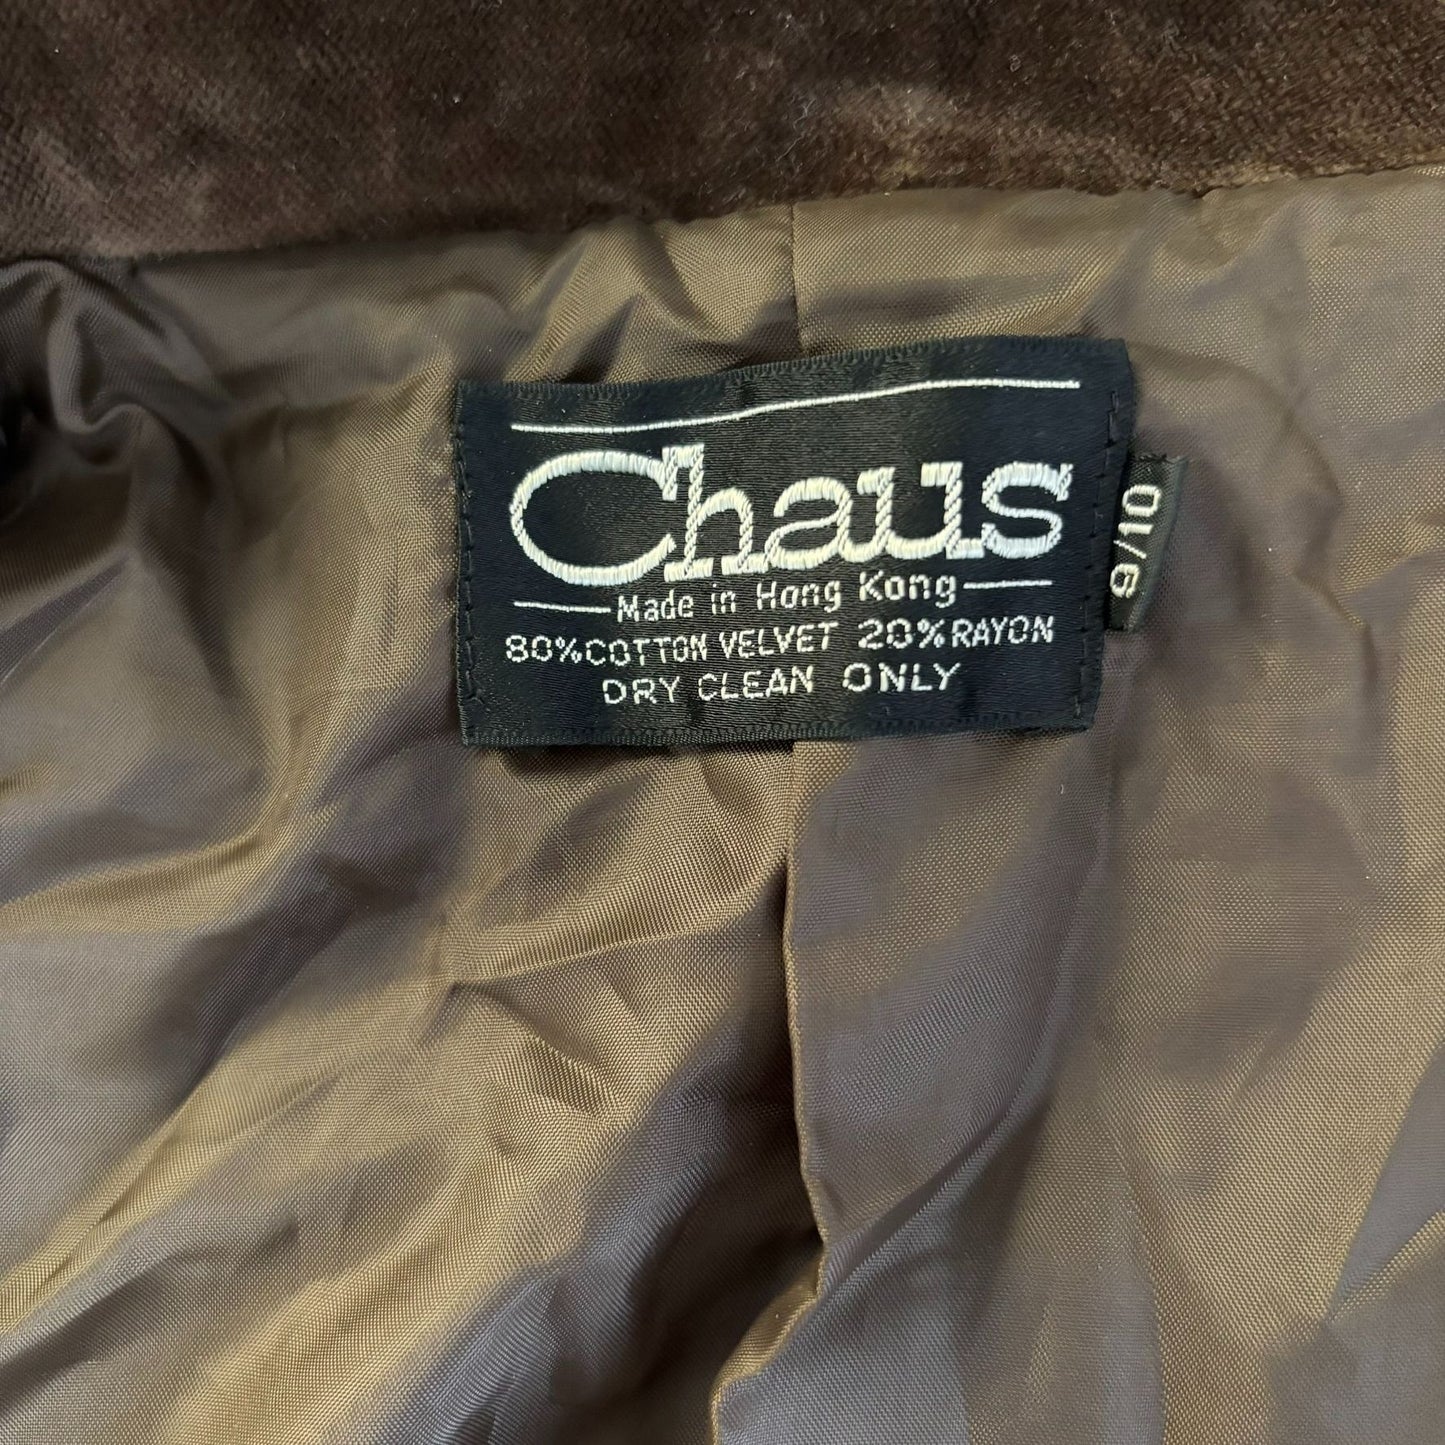 Chaus
Made in Hong Kong
80%COTTON VELVET 20%RAYON
DRY CLEAN ONLY
9/10